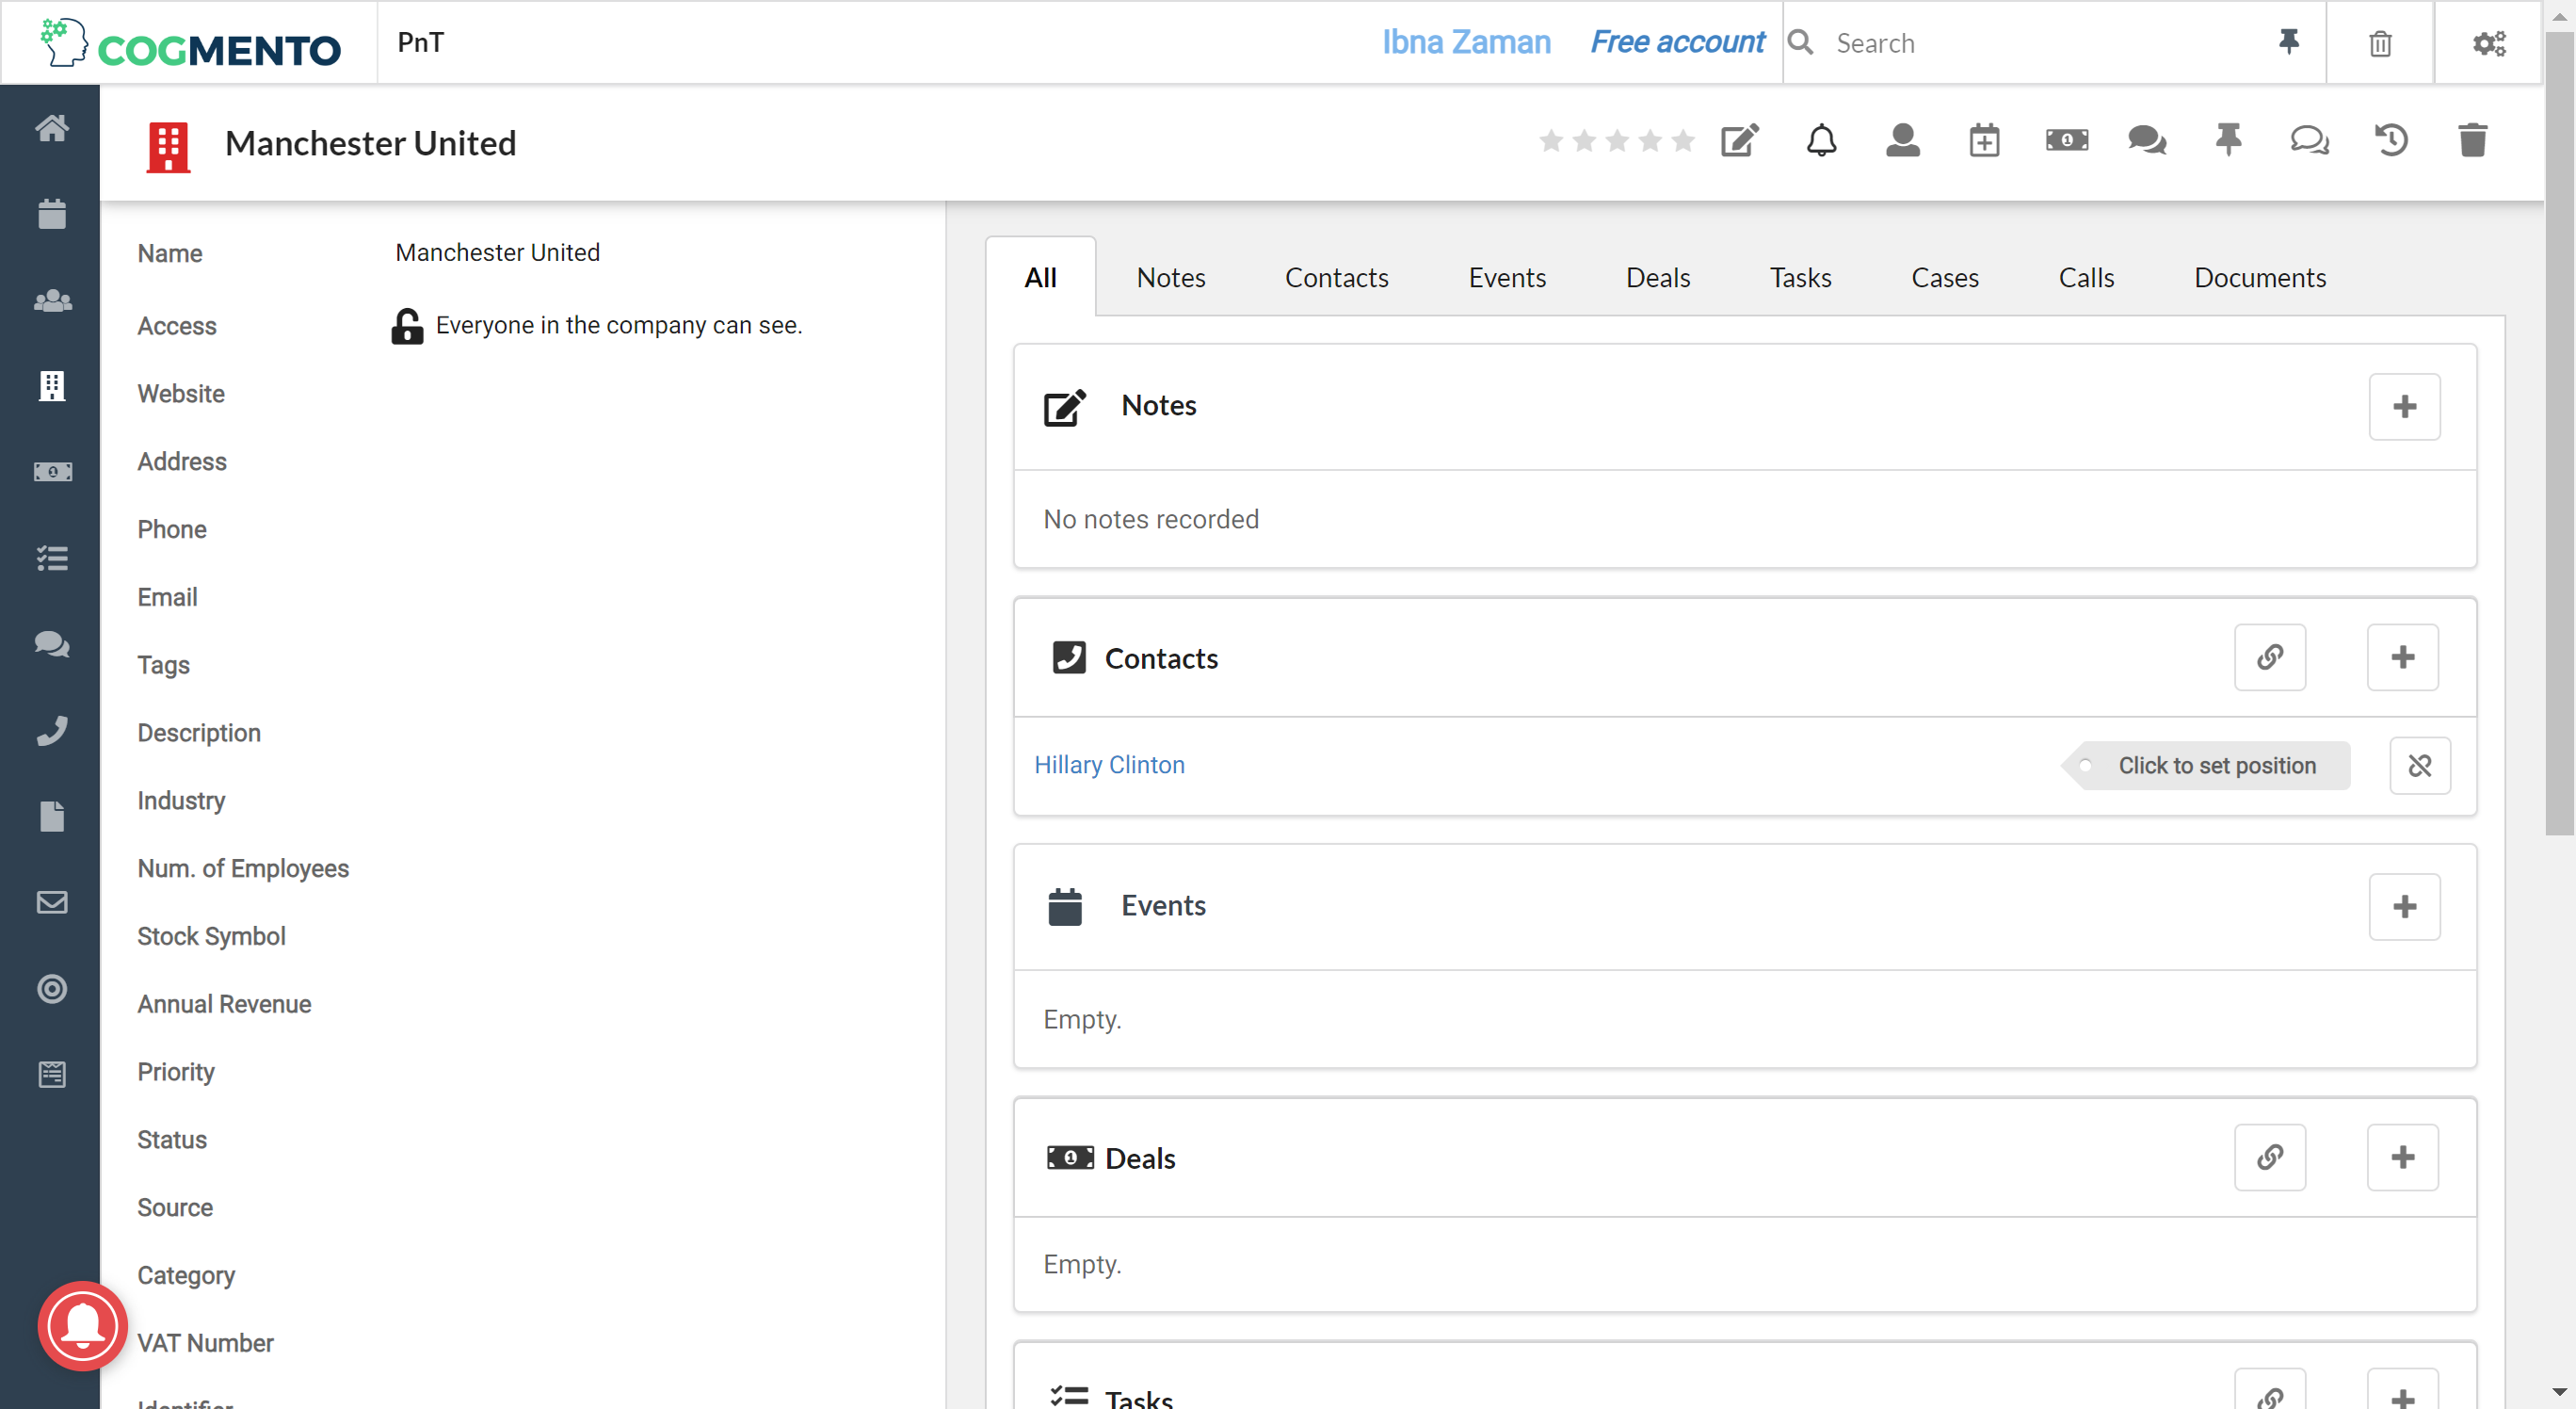 COGMENTO
PnT
Ibna Zaman
Free account
Search
Manchester United
Name
Manchester United
Access
Everyone in the company can see.
Website
Address
Phone
Email
Tags
Description
Industry
Num. of Employees
Stock Symbol
Annual Revenue
Priority
Status
Source
Category
VAT Number
Identifier
All
Notes
Contacts
Events
Deals
Tasks
Cases
Calls
Documents
Notes
No notes recorded
Contacts
Hillary Clinton
Click to set position
Events
Empty.
Deals
Empty.
Tasks